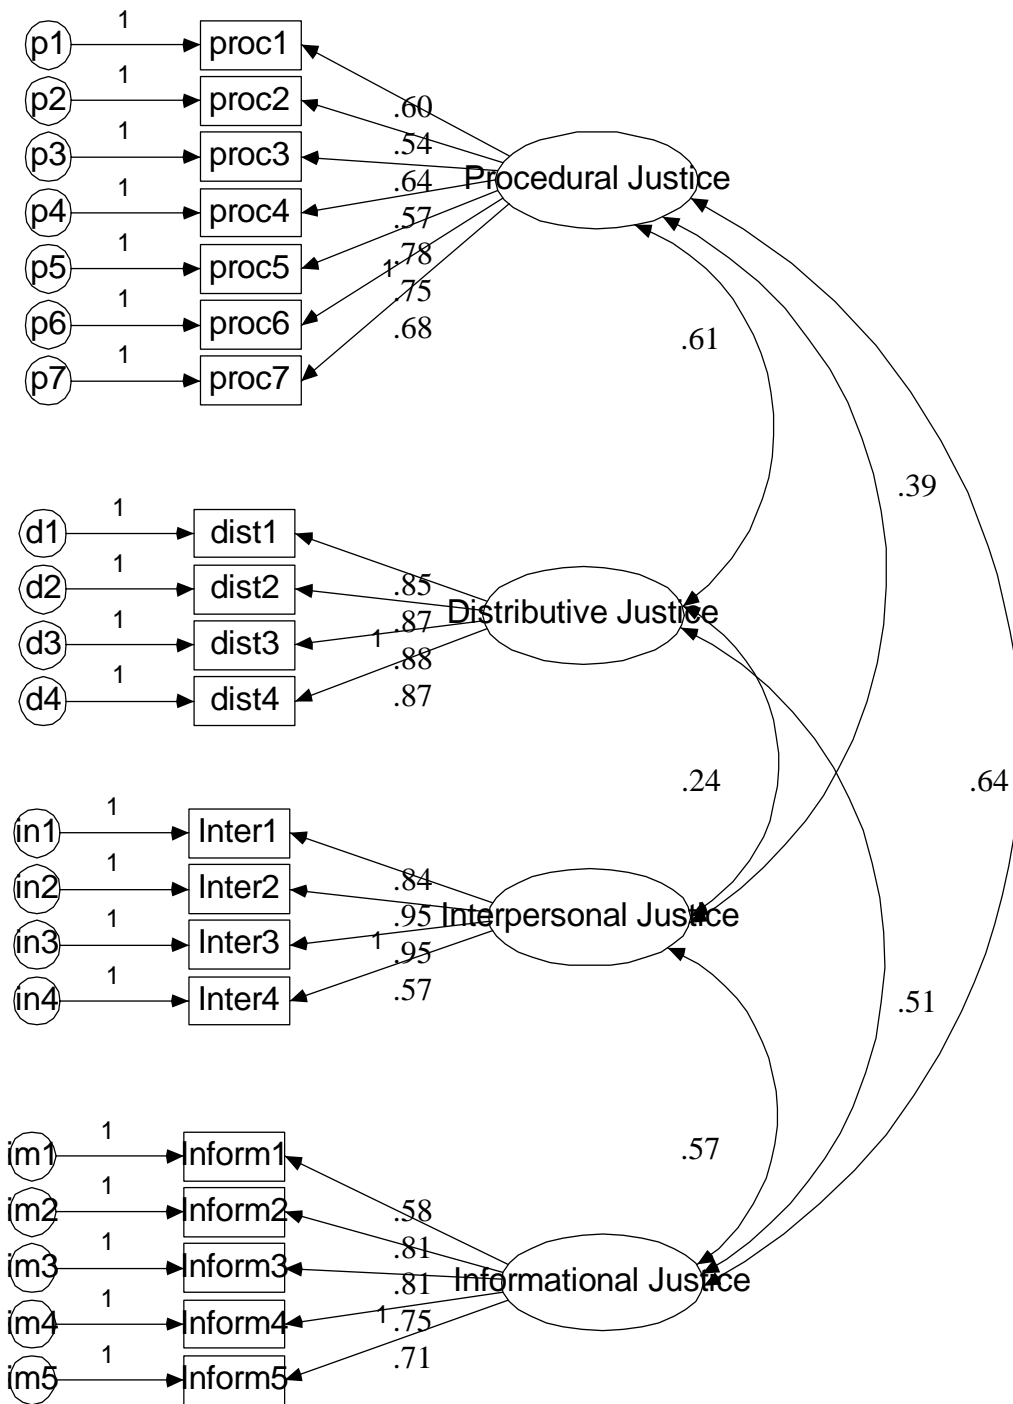 1
p1
proc1
1
p2
proc2
.60
1
p3
proc3
.54
Procedural Justice
.64
1
p4
proc4
.57
1
p5
proc5
.78
1
.75
1
p6
proc6
.68
.61
1
p7
proc7
.39
1
d1
dist1
1
d2
dist2
.85
Distributive Justice
.87
1
d3
dist3
1
.88
1
d4
dist4
.87
.24
.64
1
in1
Inter1
1
in2
Inter2
.84
.95
Interpersonal Justice
1
in3
Inter3
1
.95
1
in4
Inter4
.57
.51
1
im1
Inform1
.57
1
im2
Inform2
.58
.81
1
im3
Inform3
.81
Informational Justice
1
im4
Inform4
1
.75
.71
1
im5
Inform5